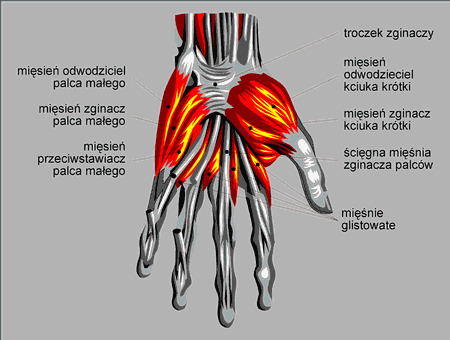 troczek zginaczy
mięsień odwodziciel
palca małego
mięsień zginacz
palca małego
mięsień
przeciwstawiacz
palca małego
mięsień
odwodzieciel
kciuka krótki
mięsień zginacz
kciuka krótki
ścięgna mięśnia
zginacza palców
mięśnie
glistowate